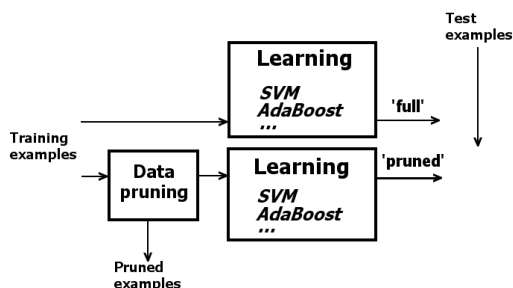 Test
examples
Learning
SVM
AdaBoost
...
'full'
Training
examples
Data
pruning
Learning
SVM
AdaBoost
...
'pruned'
Pruned
examples